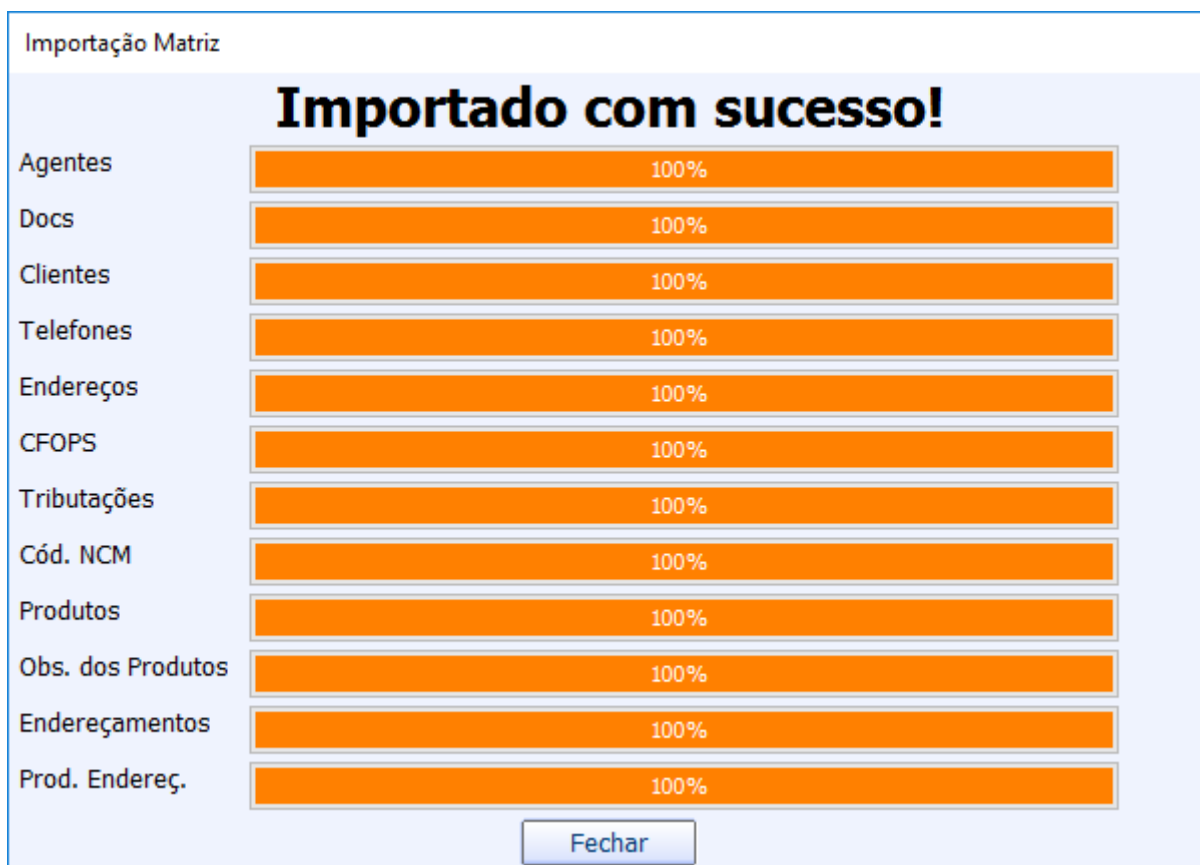 Importação Matriz
Importado com sucesso!
Agentes 100%
Docs 100%
Clientes 100%
Telefones 100%
Endereços 100%
CFOPS 100%
Tributações 100%
Cód. NCM 100%
Produtos 100%
Obs. dos Produtos 100%
Endereçamentos 100%
Prod. Endereç. 100%
Fechar